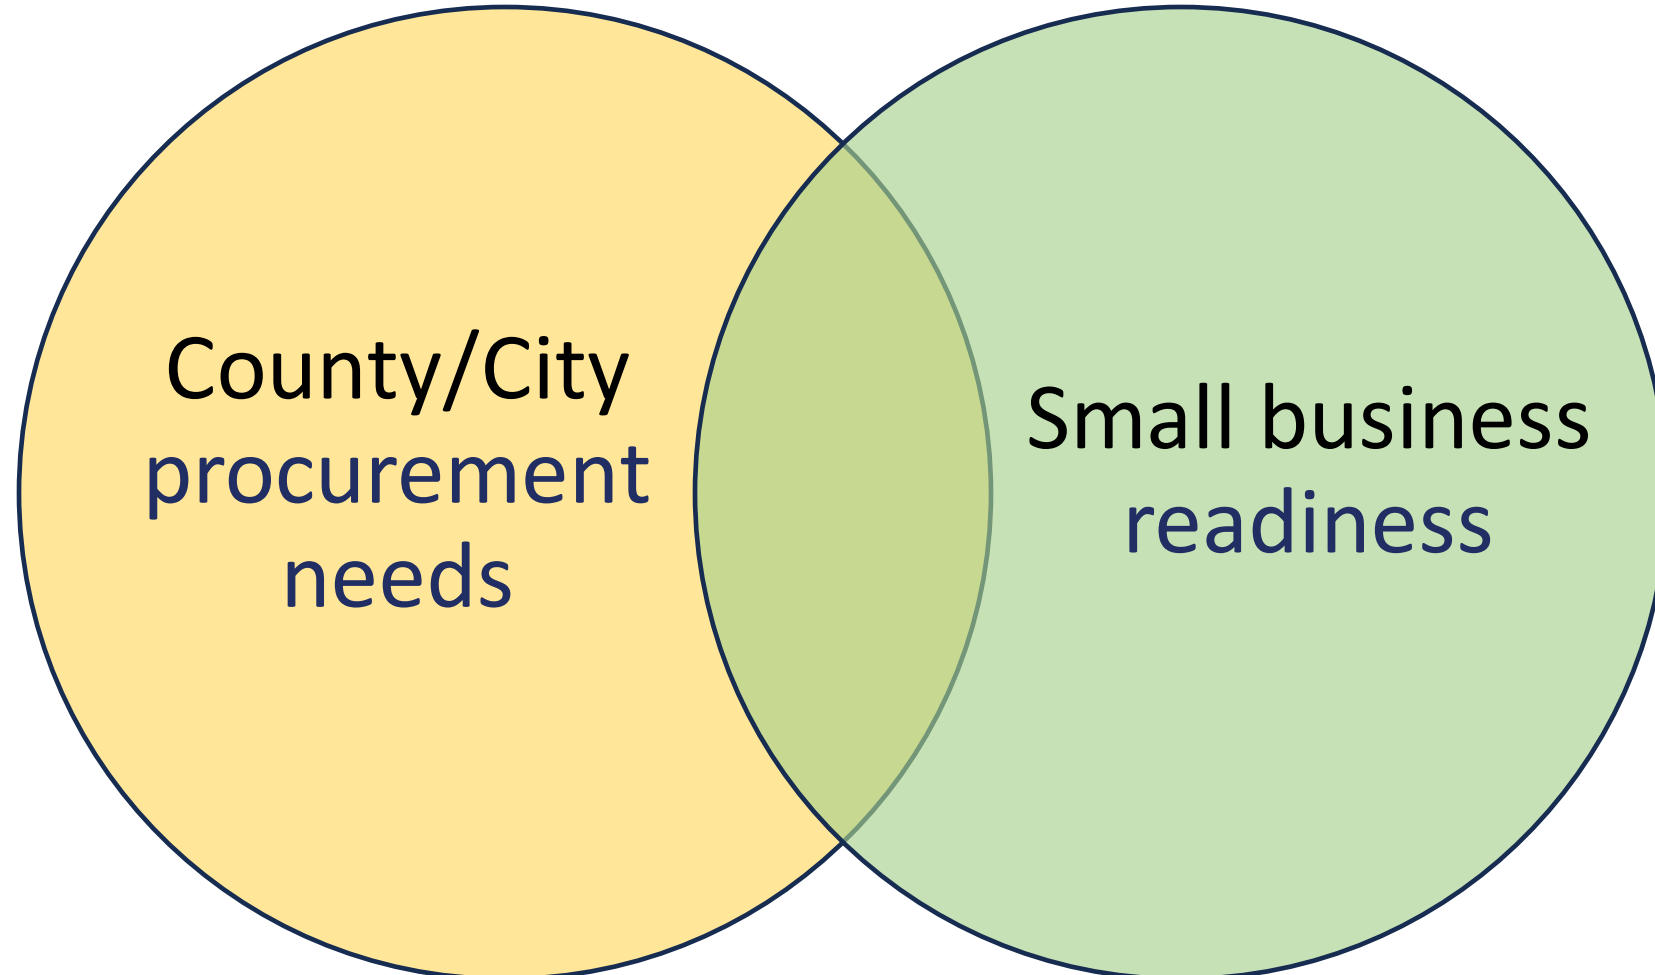 County/City
procurement
needs
Small business
readiness